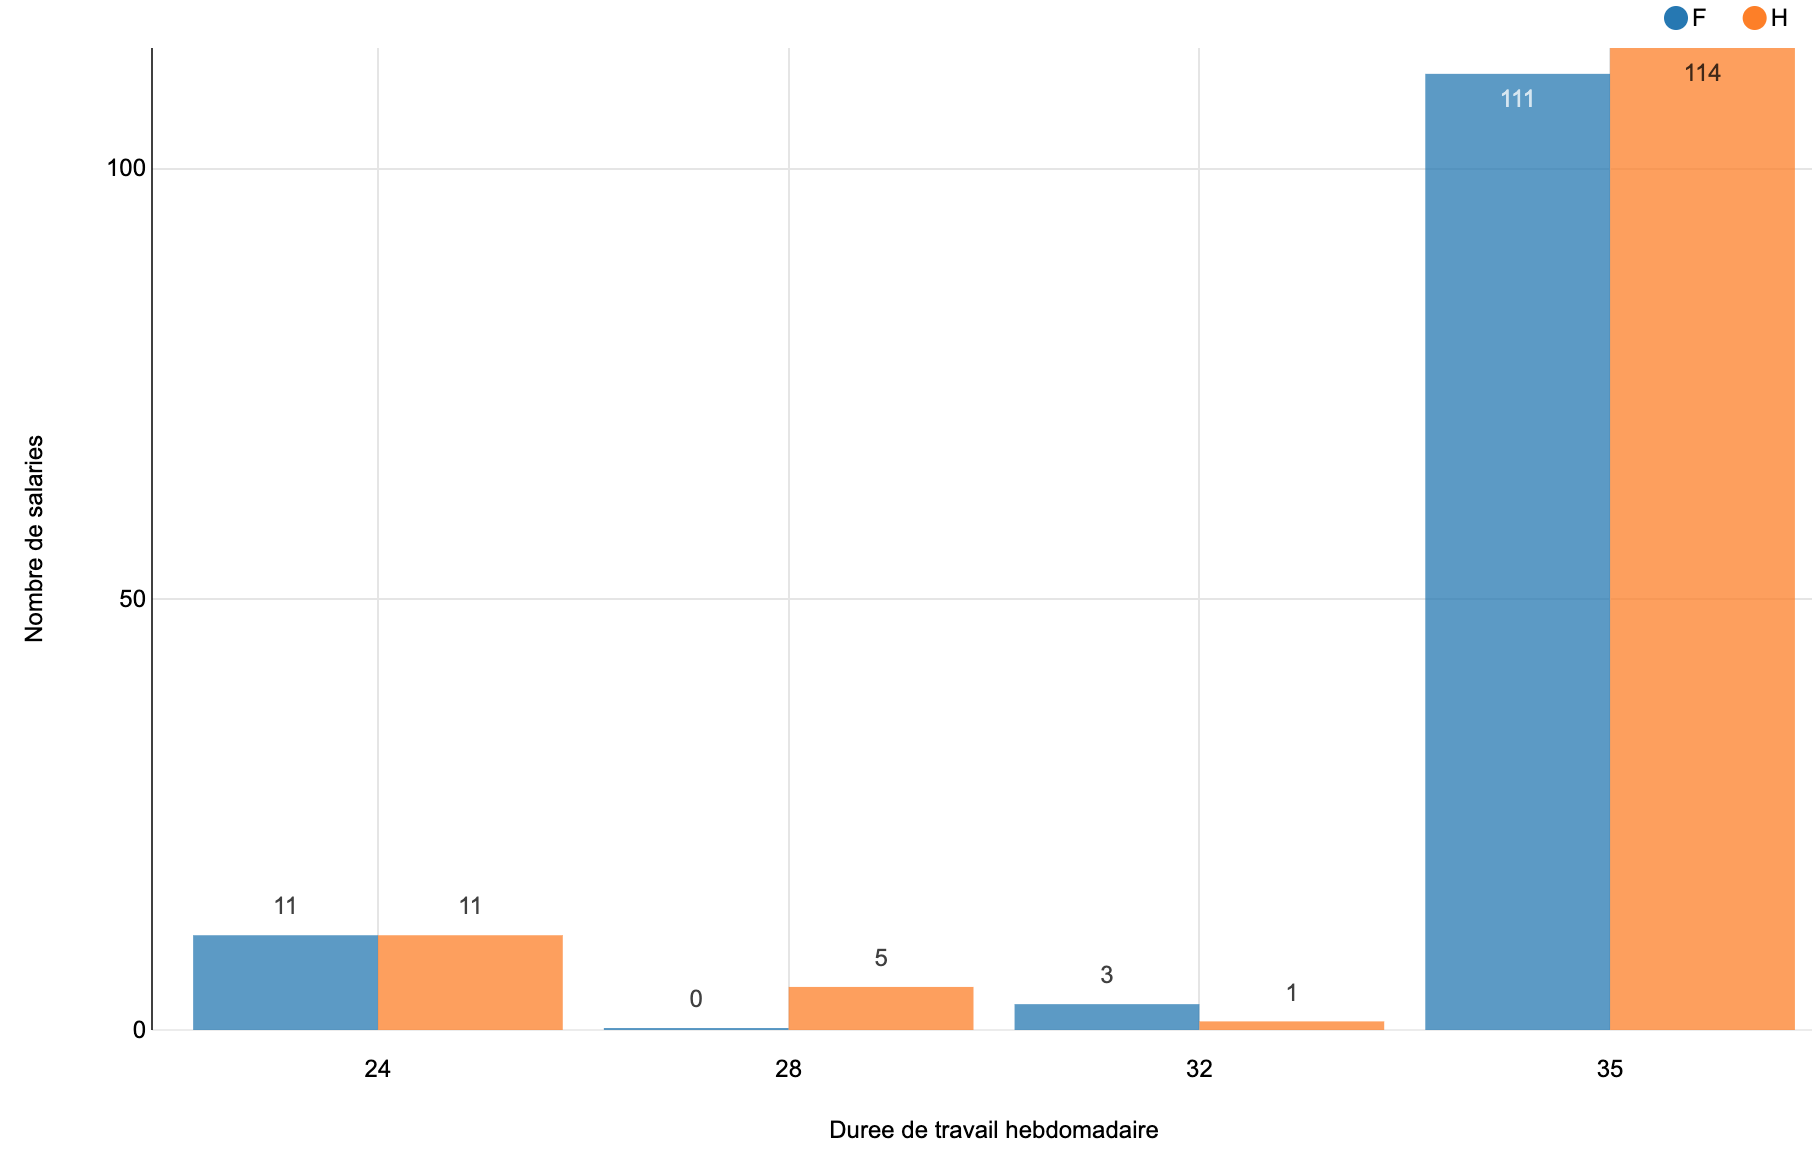 F H
114
111
100
Nombre de salaries
50
11 11
5
3
0 1
0
24 28 32 35
Duree de travail hebdomadaire